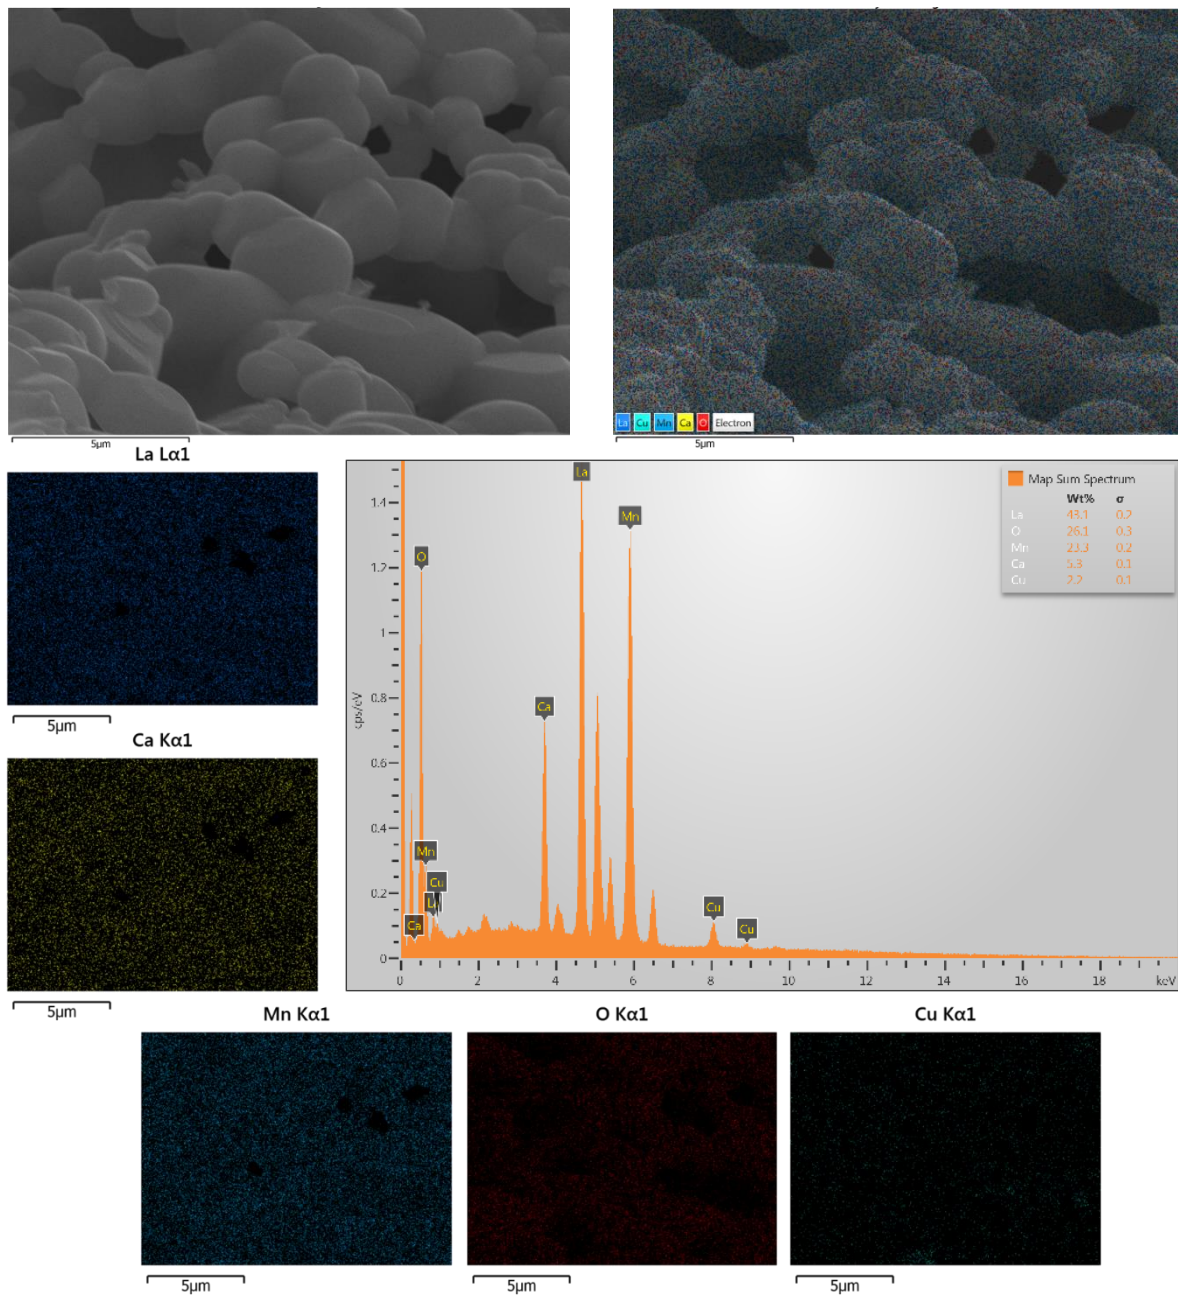 5µm
La Cu Mn Ca O Electron
5µm
La Lα1
5µm
Ca Kα1
5µm
Map Sum Spectrum
Wt% σ
La 43.1 0.2
O 26.1 0.3
Mn 23.3 0.2
Ca 5.3 0.1
Cu 2.2 0.1
cps/eV
1.4
1.2
1
0.8
0.6
0.4
0.2
0
La
Mn
O
Ca
Mn
Cu
La
Ca
Cu
Cu
0 2 4 6 8 10 12 14 16 18 keV
Mn Kα1
O Kα1
Cu Kα1
5µm
5µm
5µm